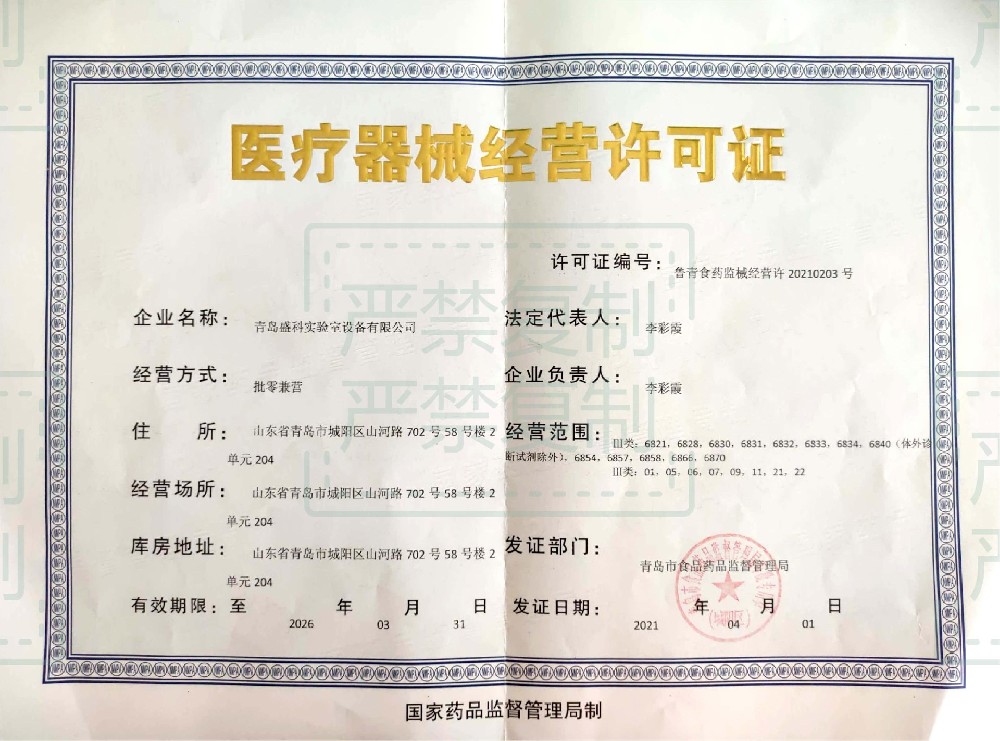 医疗器械经营许可证
许可证编号：鲁青食药监械经营许20210203号
企业名称：青岛盛科实验室设备有限公司
法定代表人：李彩霞
经营方式：批零兼营
企业负责人：李彩霞
住 所：山东省青岛市城阳区山河路702号58号楼2
单元204
经营范围：III类：6821，6828，6830，6831，6832，6833，6834，6840（体外诊
断试剂除外），6854，6857，6858，6866，6870
III类：01，05，06，07，09，11，21，22
经营场所：山东省青岛市城阳区山河路702号58号楼2
单元204
库房地址：山东省青岛市城阳区山河路702号58号楼2
单元204
发证部门：青岛市食品药品监督管理局
有效期限：至 2026 年 03 月 31 日
发证日期：2021 年 04 月 01 日
国家药品监督管理局制
严禁复制
严禁复制